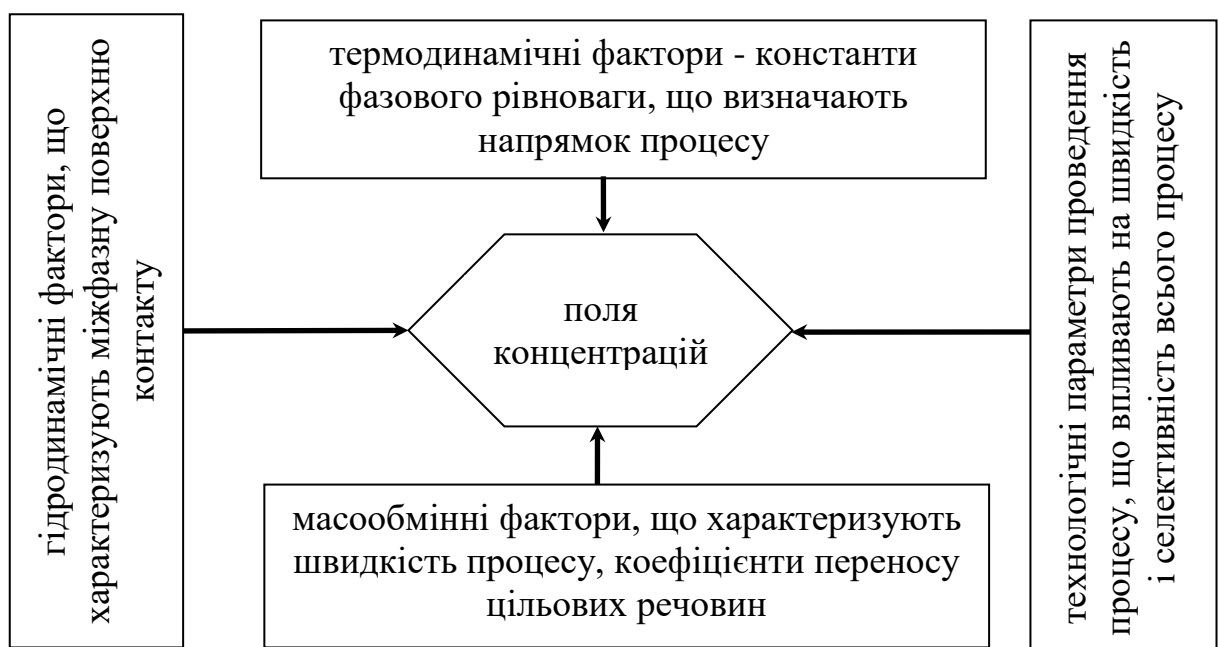 гідродинамічні фактори, що
характеризують міжфазну поверхню
контакту
термодинамічні фактори - константи
фазового рівноваги, що визначають
напрямок процесу
поля
концентрацій
масообмінні фактори, що характеризують
швидкість процесу, коефіцієнти переносу
цільових речовин
технологічні параметри проведення
процесу, що впливають на швидкість
і селективність всього процесу